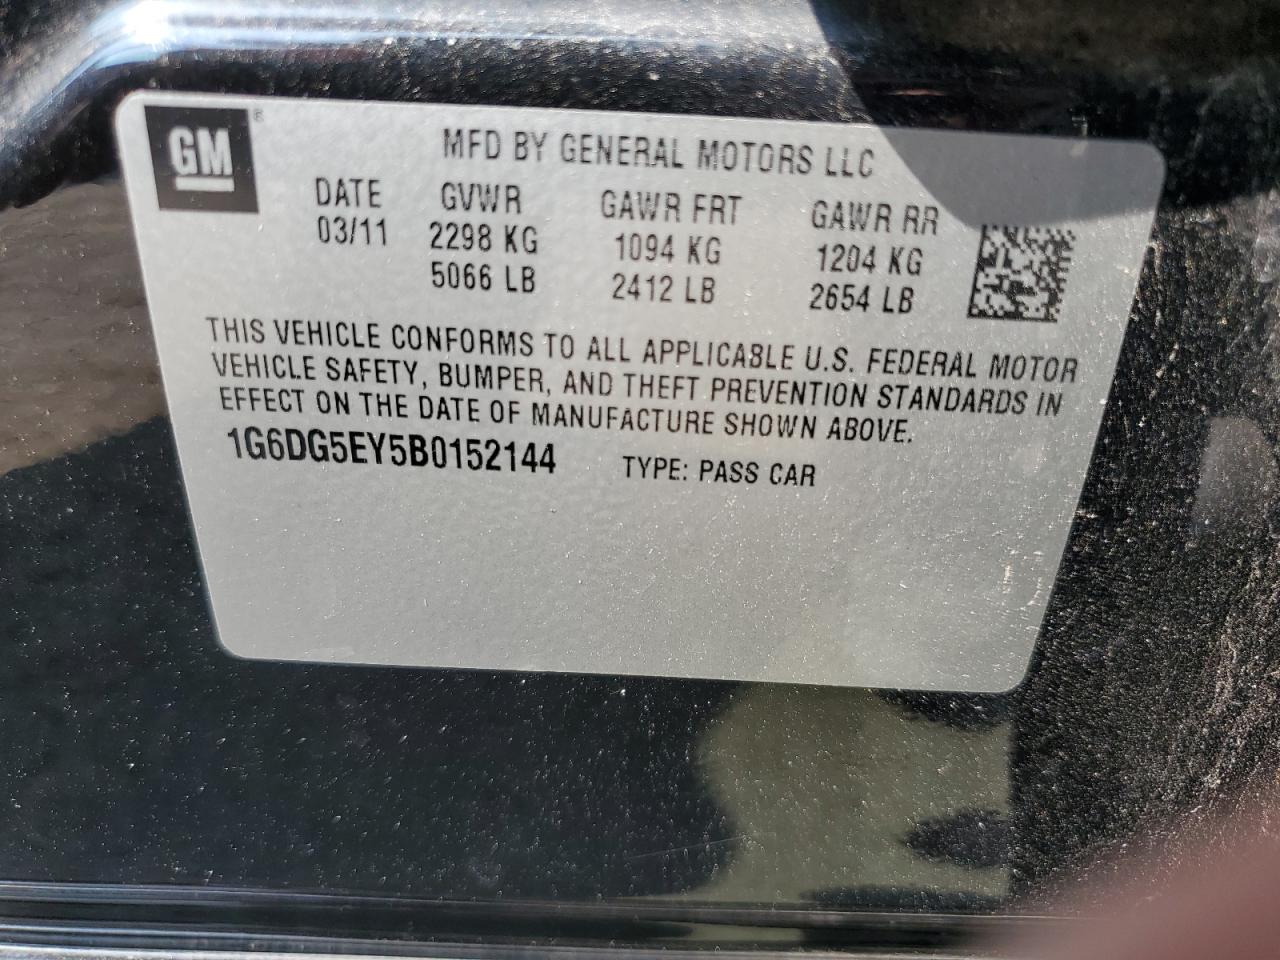 GM ®
MFD BY GENERAL MOTORS LLC
DATE GVWR GAWR FRT GAWR RR
03/11 2298 KG 1094 KG 1204 KG
5066 LB 2412 LB 2654 LB
THIS VEHICLE CONFORMS TO ALL APPLICABLE U.S. FEDERAL MOTOR
VEHICLE SAFETY, BUMPER, AND THEFT PREVENTION STANDARDS IN
EFFECT ON THE DATE OF MANUFACTURE SHOWN ABOVE.
1G6DG5EY5B0152144 TYPE: PASS CAR